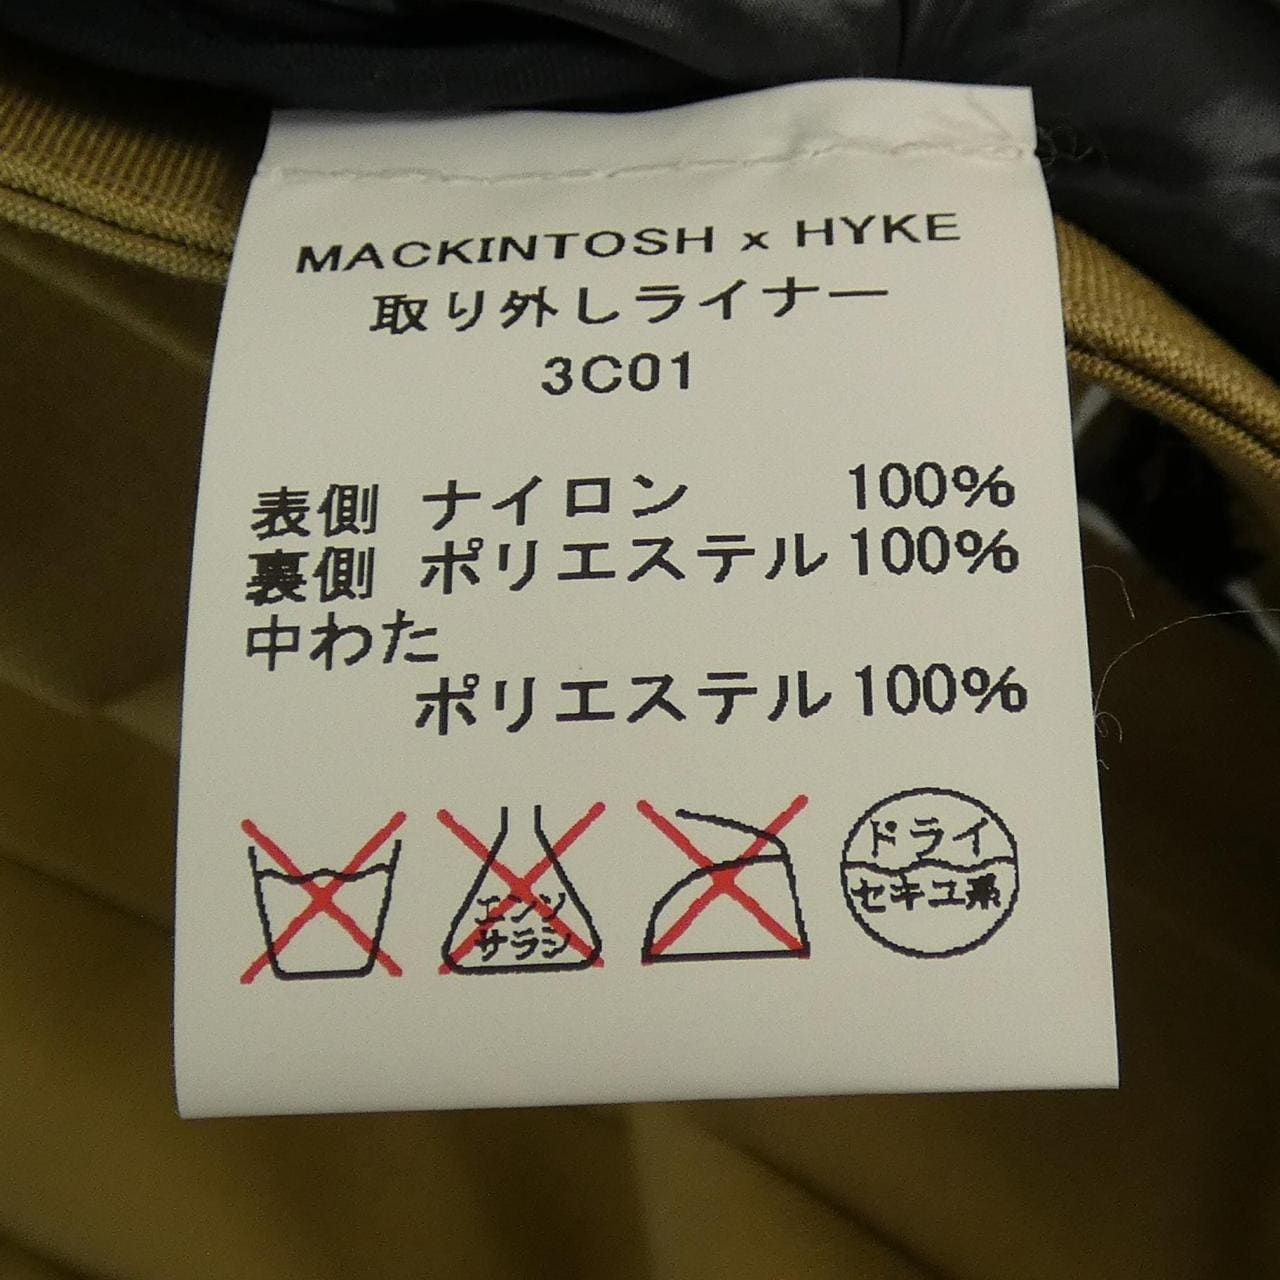 MACKINTOSH x HYKE
取り外しライナー
3C01
表側 ナイロン 100%
裏側 ポリエステル 100%
中わた
ポリエステル 100%
エンソ
サラシ
ドライ
セキユ系